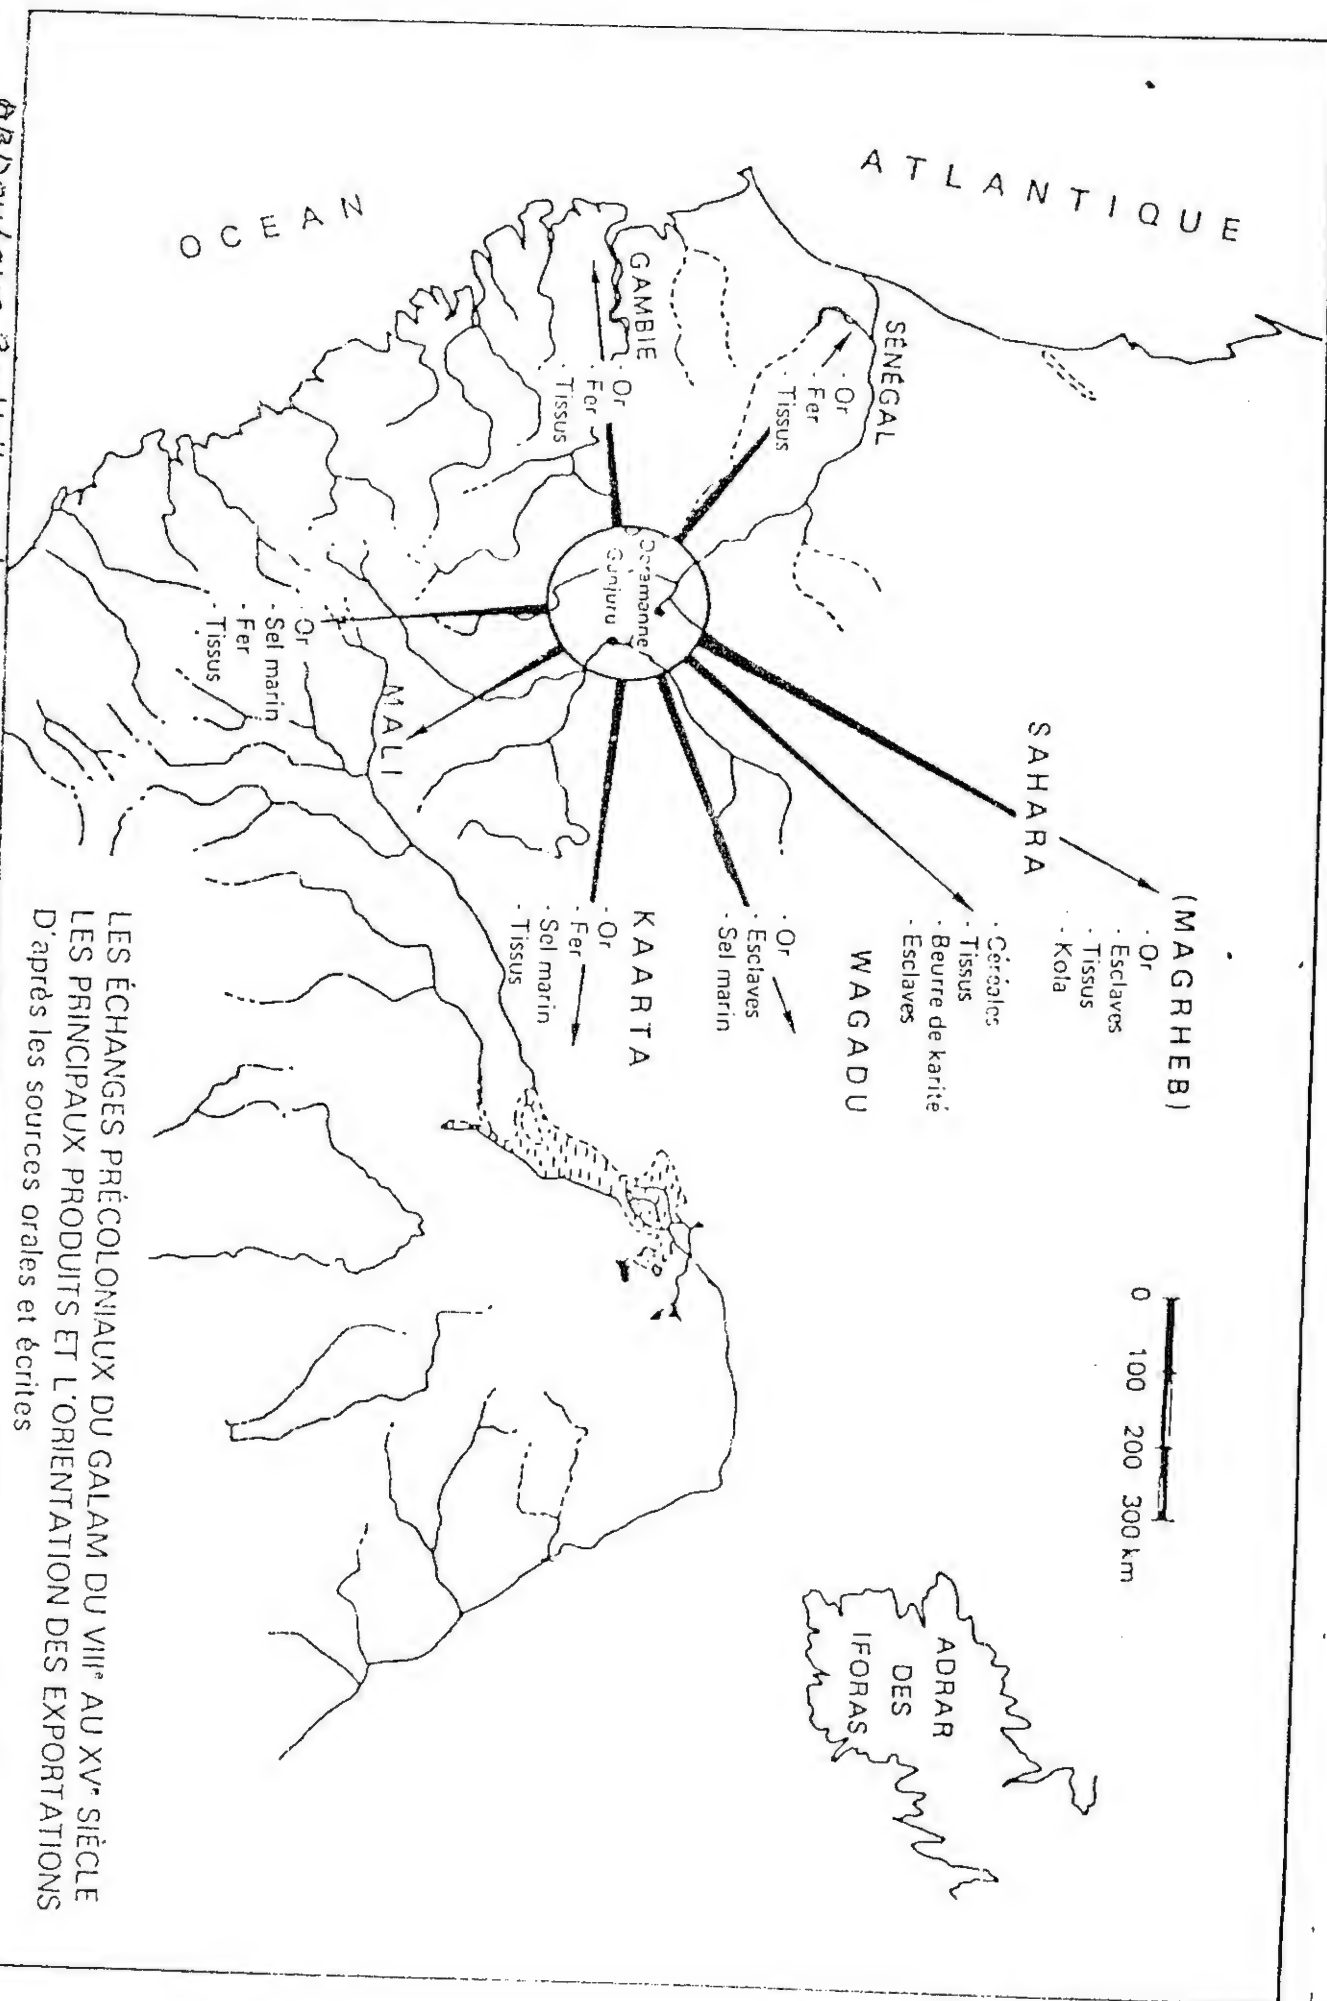 ATLANTIQUE
OCEAN
SÉNÉGAL
· Or
· Fer
· Tissus
GAMBIE
· Or
· Fer
· Tissus
Gunjuru
SAHARA
(MAGRHEB)
· Or
· Esclaves
· Tissus
· Kola
· Céréales
· Tissus
· Beurre de karité
· Esclaves
WAGADU
· Or
· Esclaves
· Sel marin
KAARTA
· Or
· Fer
· Sel marin
· Tissus
MALI
· Or
· Sel marin
· Fer
· Tissus
0 100 200 300 km
ADRAR
DES
IFORAS
LES ÉCHANGES PRÉCOLONIAUX DU GALAM DU VIIIᵉ AU XVᵉ SIÈCLE
LES PRINCIPAUX PRODUITS ET L'ORIENTATION DES EXPORTATIONS
D'après les sources orales et écrites